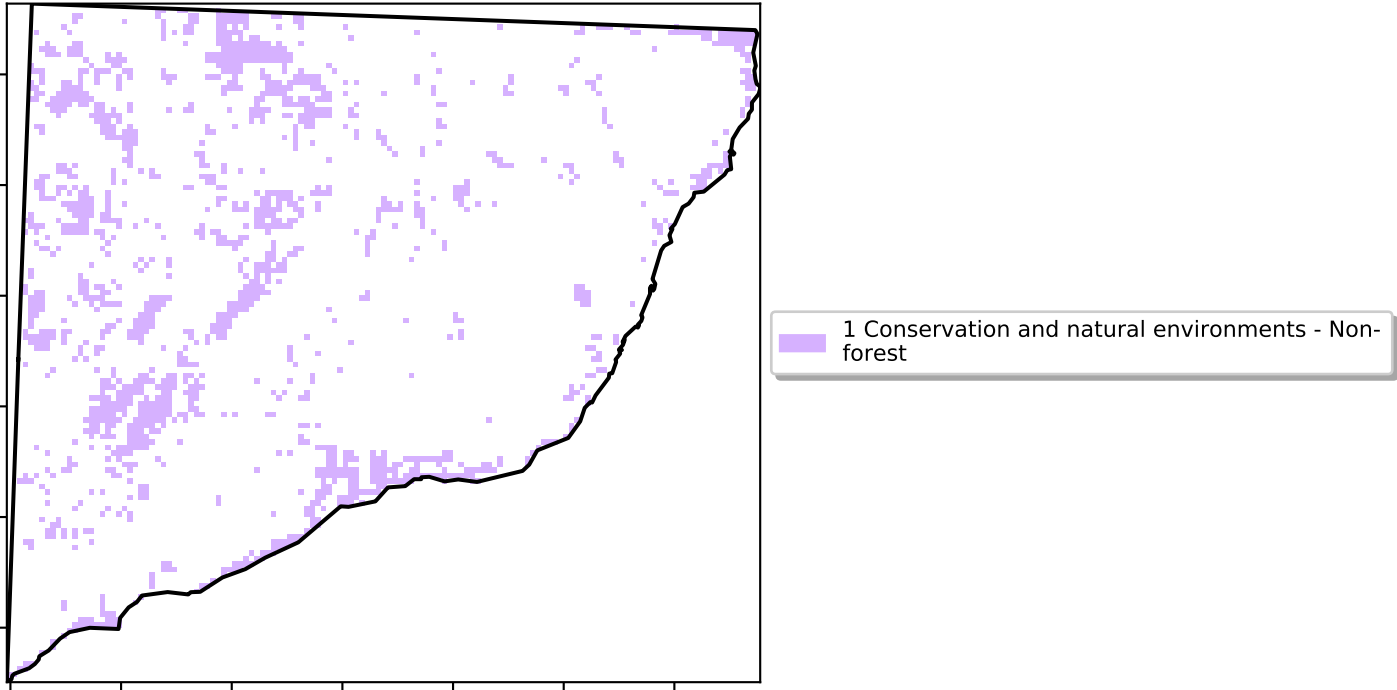 1 Conservation and natural environments - Non-
forest